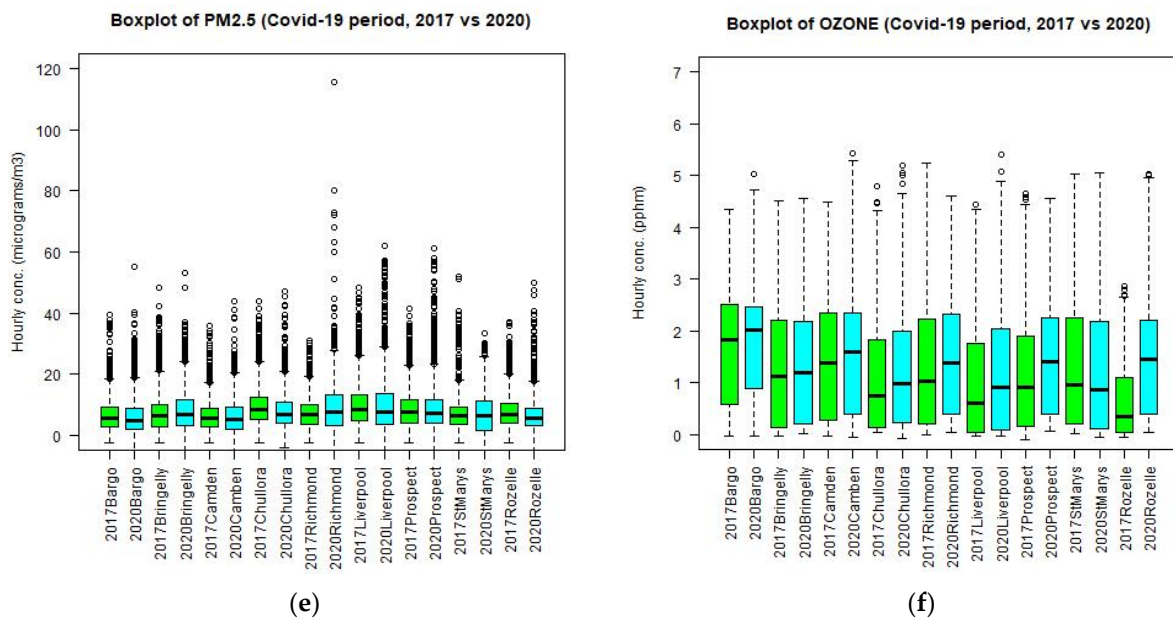 Boxplot of PM2.5 (Covid-19 period, 2017 vs 2020)
Hourly conc. (micrograms/m3)
120
100
80
60
40
20
0
2017Bargo
2020Bargo
2017Bringelly
2020Bringelly
2017Camden
2020Camben
2017Chullora
2020Chullora
2017Richmond
2020Richmond
2017Liverpool
2020Liverpool
2017Prospect
2020Prospect
2017StMarys
2020StMarys
2017Rozelle
2020Rozelle
(e)
Boxplot of OZONE (Covid-19 period, 2017 vs 2020)
Hourly conc. (pphm)
7
6
5
4
3
2
1
0
2017Bargo
2020Bargo
2017Bringelly
2020Bringelly
2017Camden
2020Camben
2017Chullora
2020Chullora
2017Richmond
2020Richmond
2017Liverpool
2020Liverpool
2017Prospect
2020Prospect
2017StMarys
2020StMarys
2017Rozelle
2020Rozelle
(f)